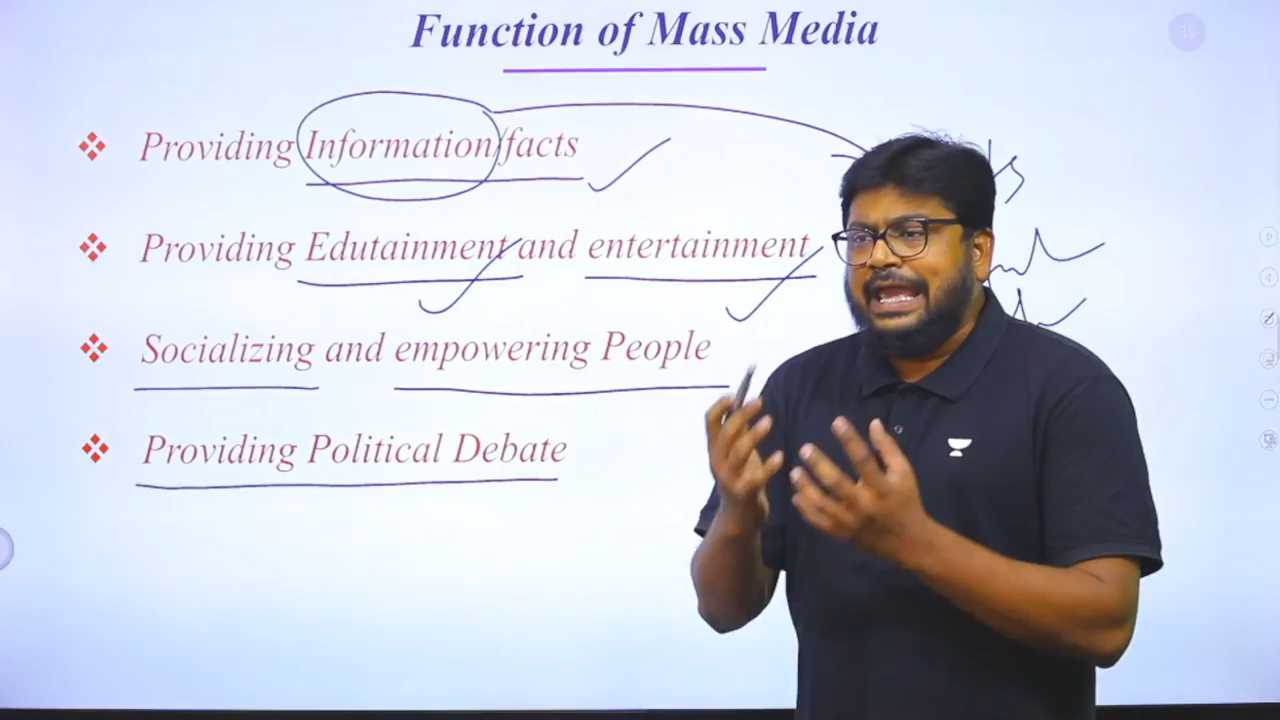 Function of Mass Media
Providing Information/facts
Providing Edutainment and entertainment
Socializing and empowering People
Providing Political Debate